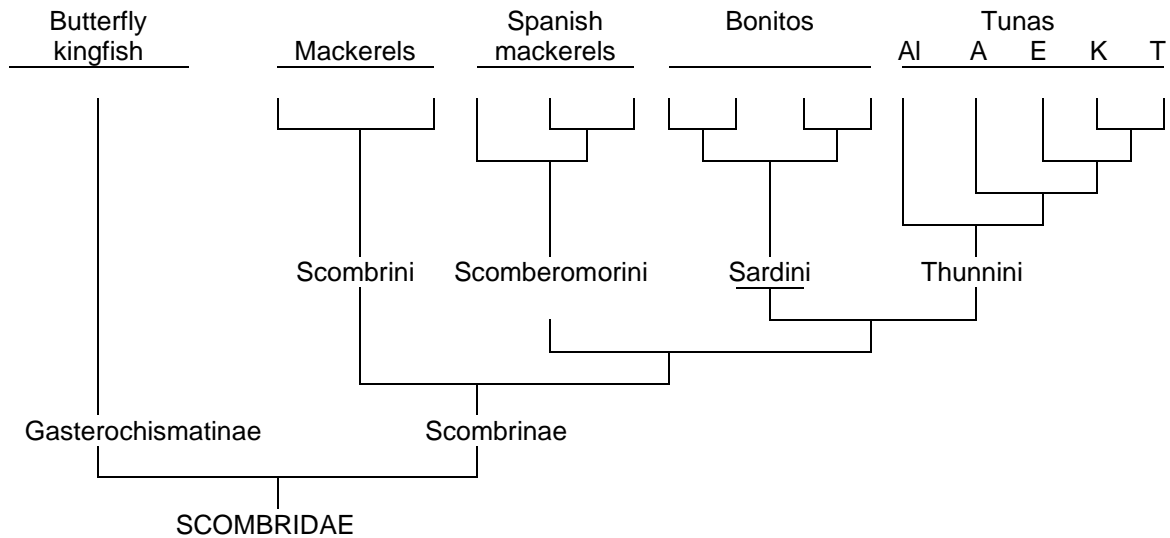 Butterfly
kingfish
Mackerels
Spanish
mackerels
Bonitos
Tunas
Al A E K T
Scombrini
Scomberomorini
Sardini
Thunnini
Gasterochismatinae
Scombrinae
SCOMBRIDAE